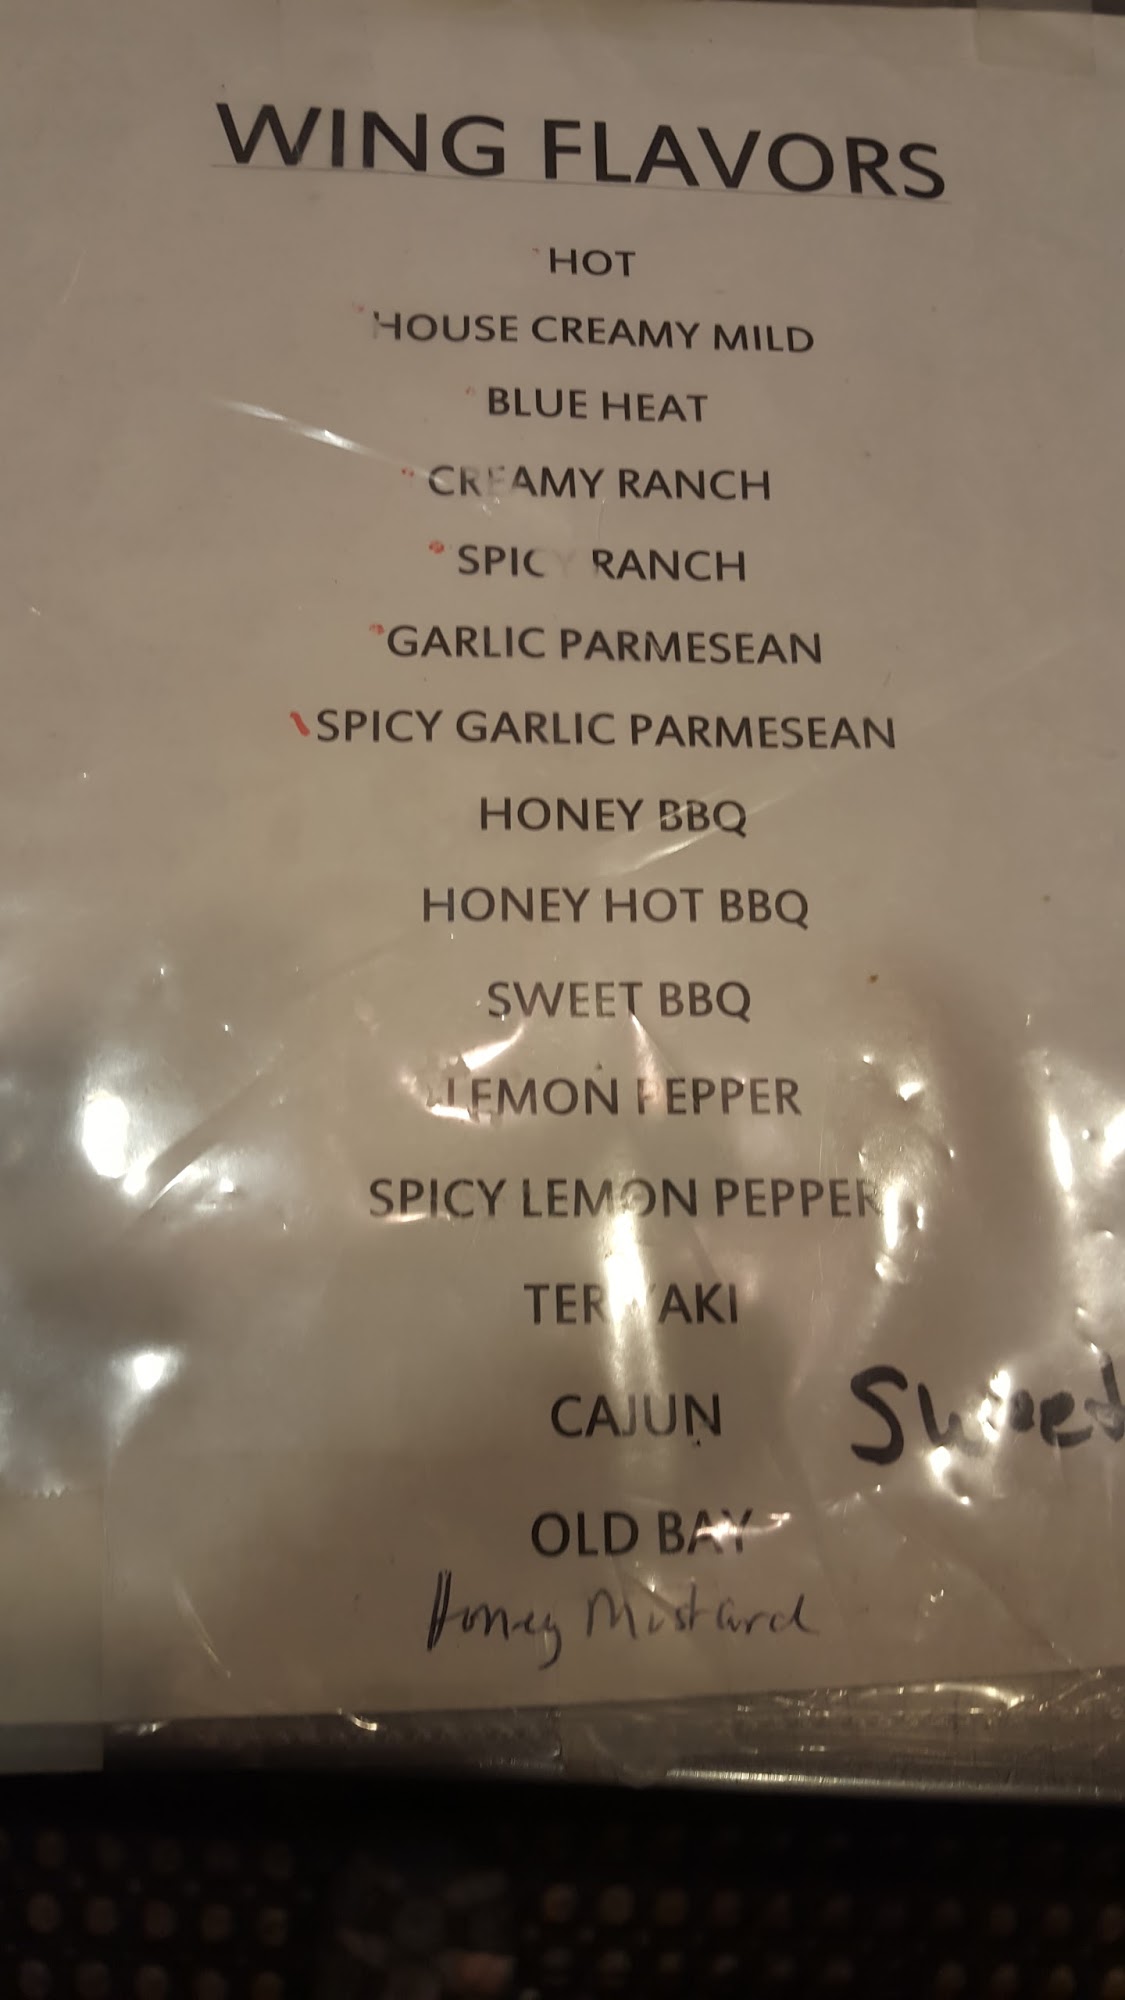 WING FLAVORS
HOT
HOUSE CREAMY MILD
BLUE HEAT
CREAMY RANCH
SPICY RANCH
GARLIC PARMESEAN
SPICY GARLIC PARMESEAN
HONEY BBQ
HONEY HOT BBQ
SWEET BBQ
LEMON PEPPER
SPICY LEMON PEPPER
TERIYAKI
CAJUN
Sweet
OLD BAY
Honey Mustard